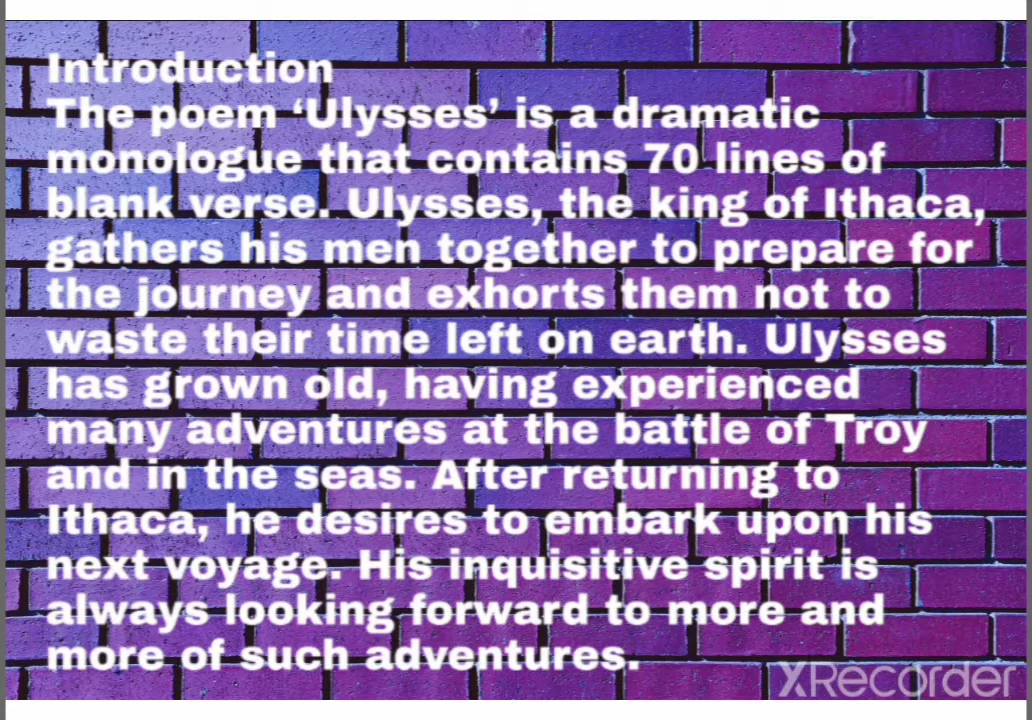 Introduction
The poem ‘Ulysses’ is a dramatic
monologue that contains 70 lines of
blank verse. Ulysses, the king of Ithaca,
gathers his men together to prepare for
the journey and exhorts them not to
waste their time left on earth. Ulysses
has grown old, having experienced
many adventures at the battle of Troy
and in the seas. After returning to
Ithaca, he desires to embark upon his
next voyage. His inquisitive spirit is
always looking forward to more and
more of such adventures.
XRecorder